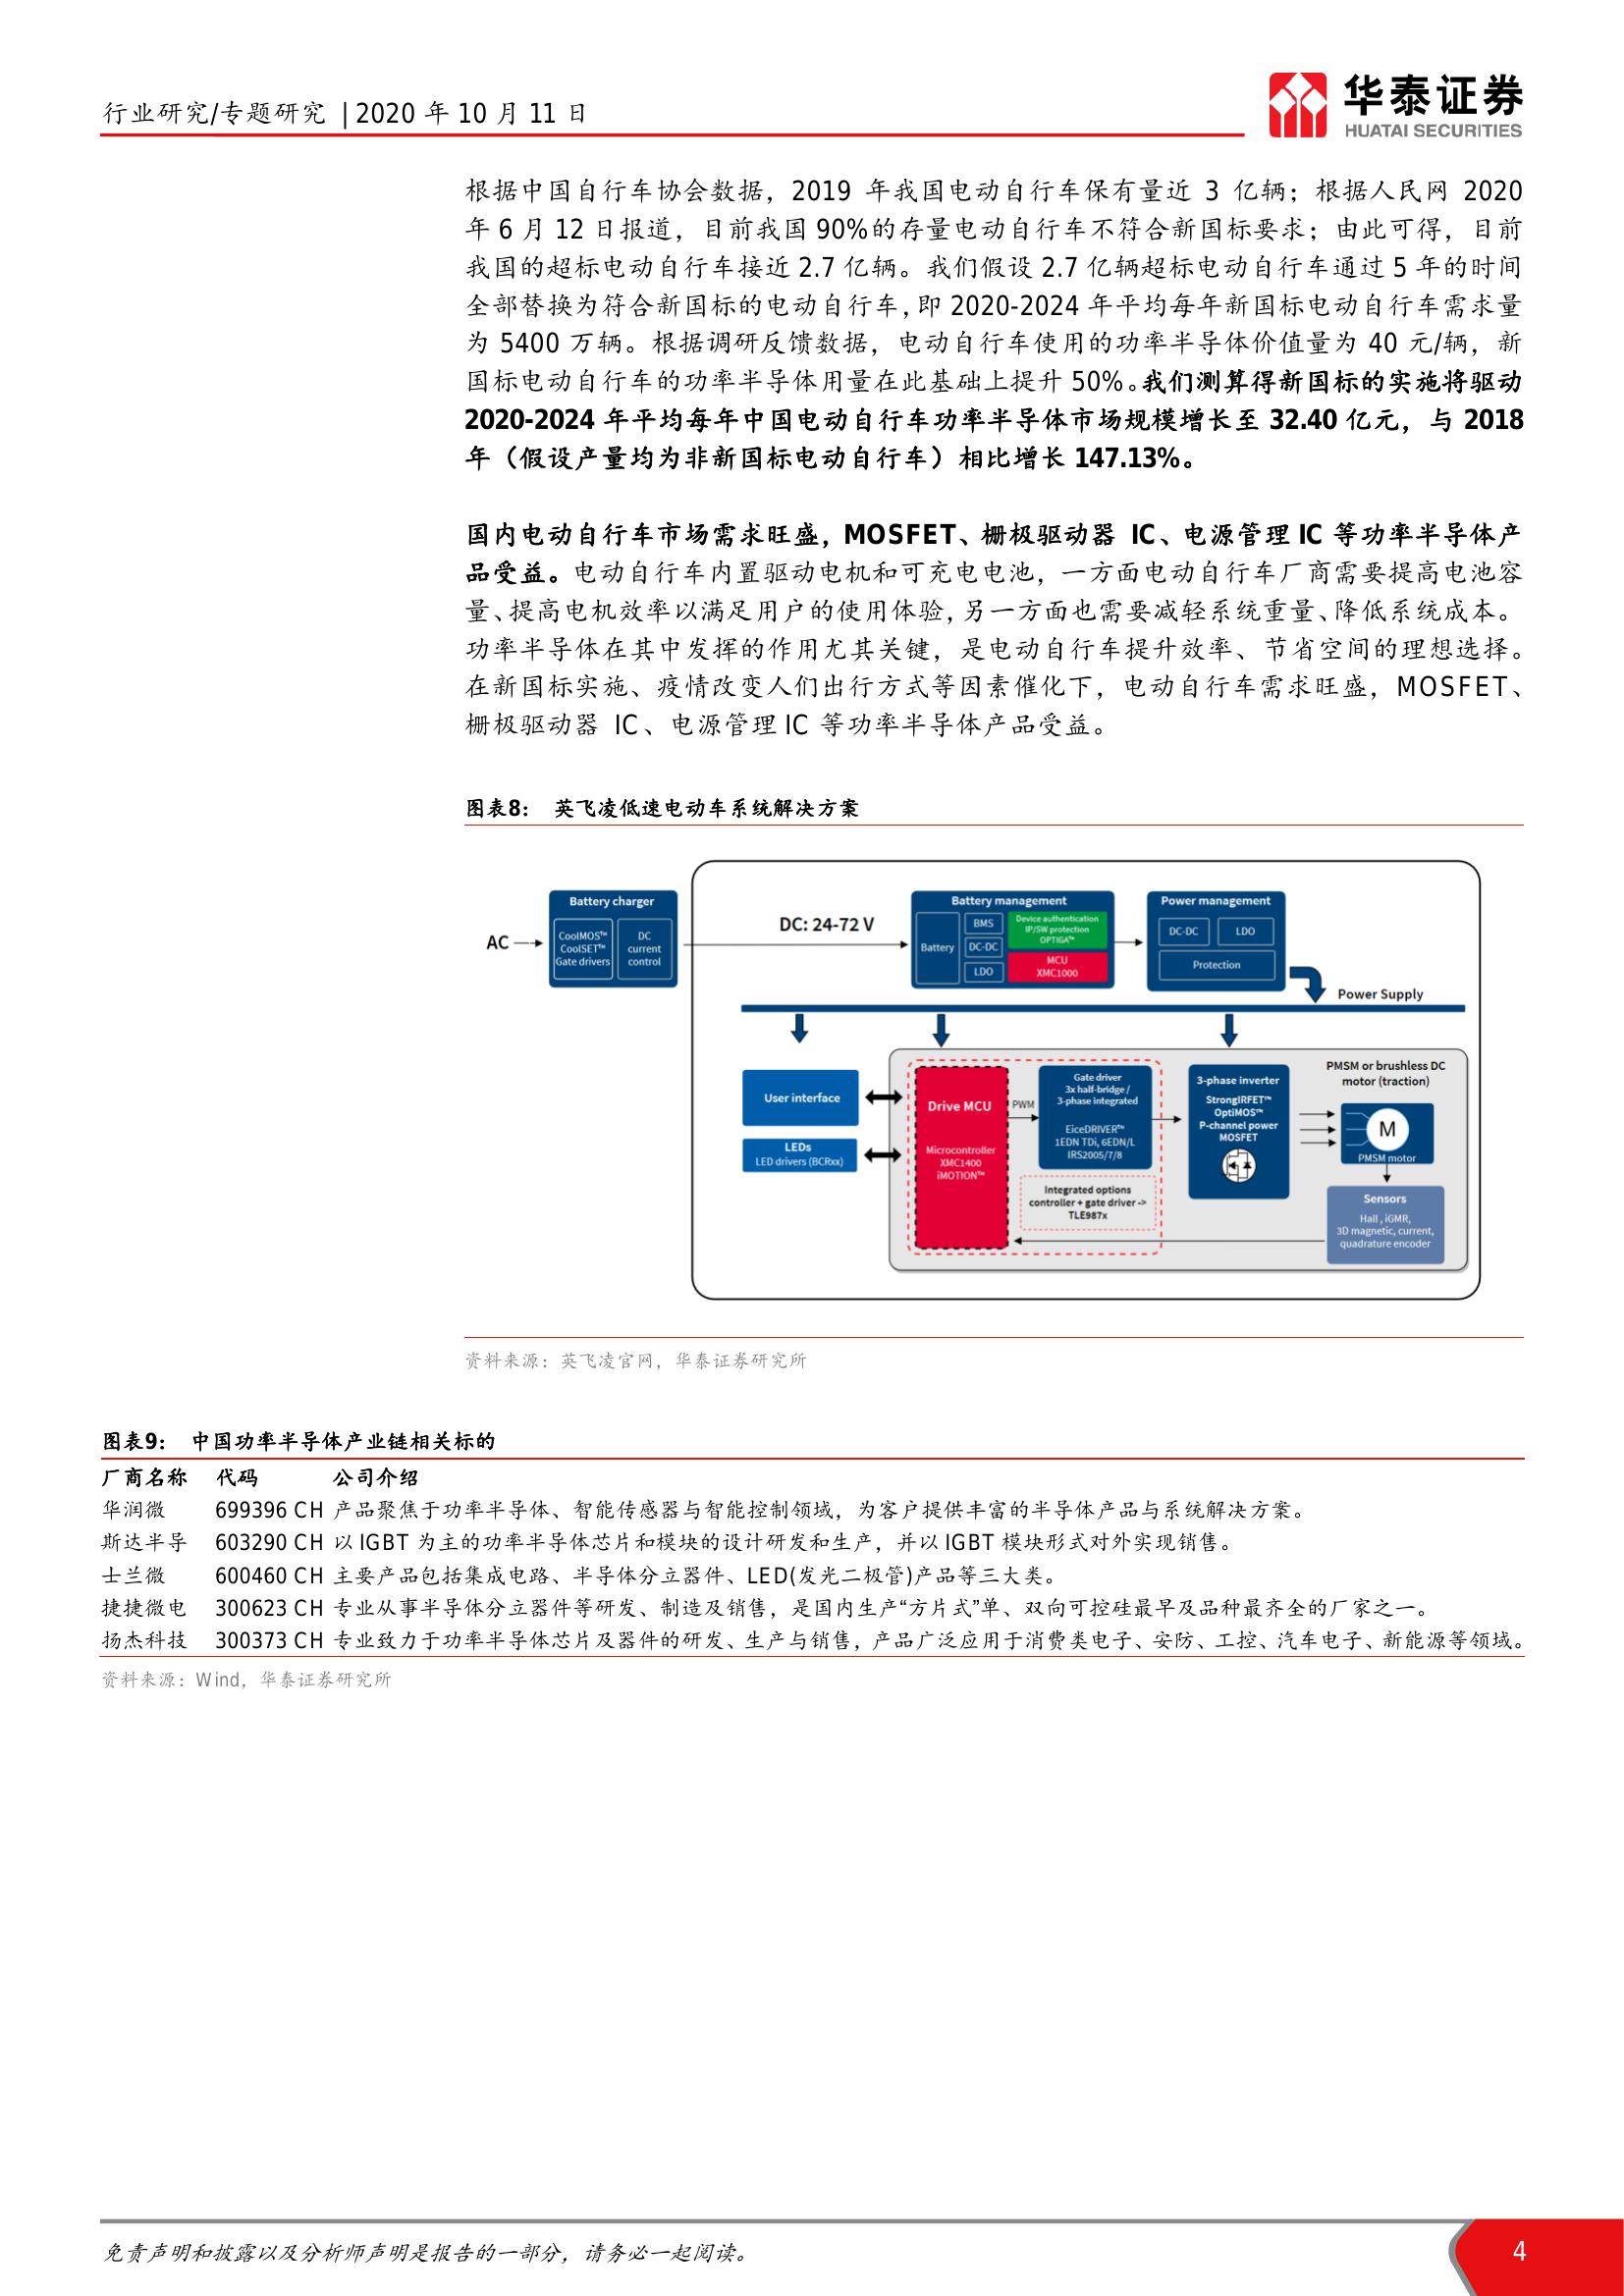 行业研究/专题研究 | 2020 年 10 月 11 日
华泰证券
HUATAI SECURITIES
根据中国自行车协会数据，2019 年我国电动自行车保有量近 3 亿辆；根据人民网 2020
年 6 月 12 日报道，目前我国 90%的存量电动自行车不符合新国标要求；由此可得，目前
我国的超标电动自行车接近 2.7 亿辆。我们假设 2.7 亿辆超标电动自行车通过 5 年的时间
全部替换为符合新国标的电动自行车，即 2020-2024 年平均每年新国标电动自行车需求量
为 5400 万辆。根据调研反馈数据，电动自行车使用的功率半导体价值量为 40 元/辆，新
国标电动自行车的功率半导体用量在此基础上提升 50%。我们测算得新国标的实施将驱动
2020-2024 年平均每年中国电动自行车功率半导体市场规模增长至 32.40 亿元，与 2018
年（假设产量均为非新国标电动自行车）相比增长 147.13%。
国内电动自行车市场需求旺盛，MOSFET、栅极驱动器 IC、电源管理 IC 等功率半导体产
品受益。电动自行车内置驱动电机和可充电电池，一方面电动自行车厂商需要提高电池容
量、提高电机效率以满足用户的使用体验，另一方面也需要减轻系统重量、降低系统成本。
功率半导体在其中发挥的作用尤其关键，是电动自行车提升效率、节省空间的理想选择。
在新国标实施、疫情改变人们出行方式等因素催化下，电动自行车需求旺盛，MOSFET、
栅极驱动器 IC、电源管理 IC 等功率半导体产品受益。
图表8： 英飞凌低速电动车系统解决方案
AC
Battery charger
CoolMOS™
CoolSET™
Gate drivers
DC
current
control
DC: 24-72 V
Battery management
Battery
BMS
DC-DC
LDO
Device authentication
IP/SW protection
OPTIGA™
MCU
XMC1000
Power management
DC-DC
LDO
Protection
Power Supply
User interface
LEDs
LED drivers (BCRxx)
Drive MCU
Microcontroller
XMC1400
iMOTION™
PWM
Gate driver
3x half-bridge /
3-phase integrated
EiceDRIVER™
1EDN TDi, 6EDN/L
IRS2005/7/8
Integrated options
controller + gate driver ->
TLE987x
3-phase inverter
StrongIRFET™
OptiMOS™
P-channel power
MOSFET
PMSM or brushless DC
motor (traction)
M
PMSM motor
Sensors
Hall , iGMR,
3D magnetic, current,
quadrature encoder
资料来源：英飞凌官网，华泰证券研究所
图表9： 中国功率半导体产业链相关标的
厂商名称 代码 公司介绍
华润微 699396 CH 产品聚焦于功率半导体、智能传感器与智能控制领域，为客户提供丰富的半导体产品与系统解决方案。
斯达半导 603290 CH 以 IGBT 为主的功率半导体芯片和模块的设计研发和生产，并以 IGBT 模块形式对外实现销售。
士兰微 600460 CH 主要产品包括集成电路、半导体分立器件、LED(发光二极管)产品等三大类。
捷捷微电 300623 CH 专业从事半导体分立器件等研发、制造及销售，是国内生产“方片式”单、双向可控硅最早及品种最齐全的厂家之一。
扬杰科技 300373 CH 专业致力于功率半导体芯片及器件的研发、生产与销售，产品广泛应用于消费类电子、安防、工控、汽车电子、新能源等领域。
资料来源：Wind，华泰证券研究所
免责声明和披露以及分析师声明是报告的一部分，请务必一起阅读。
4